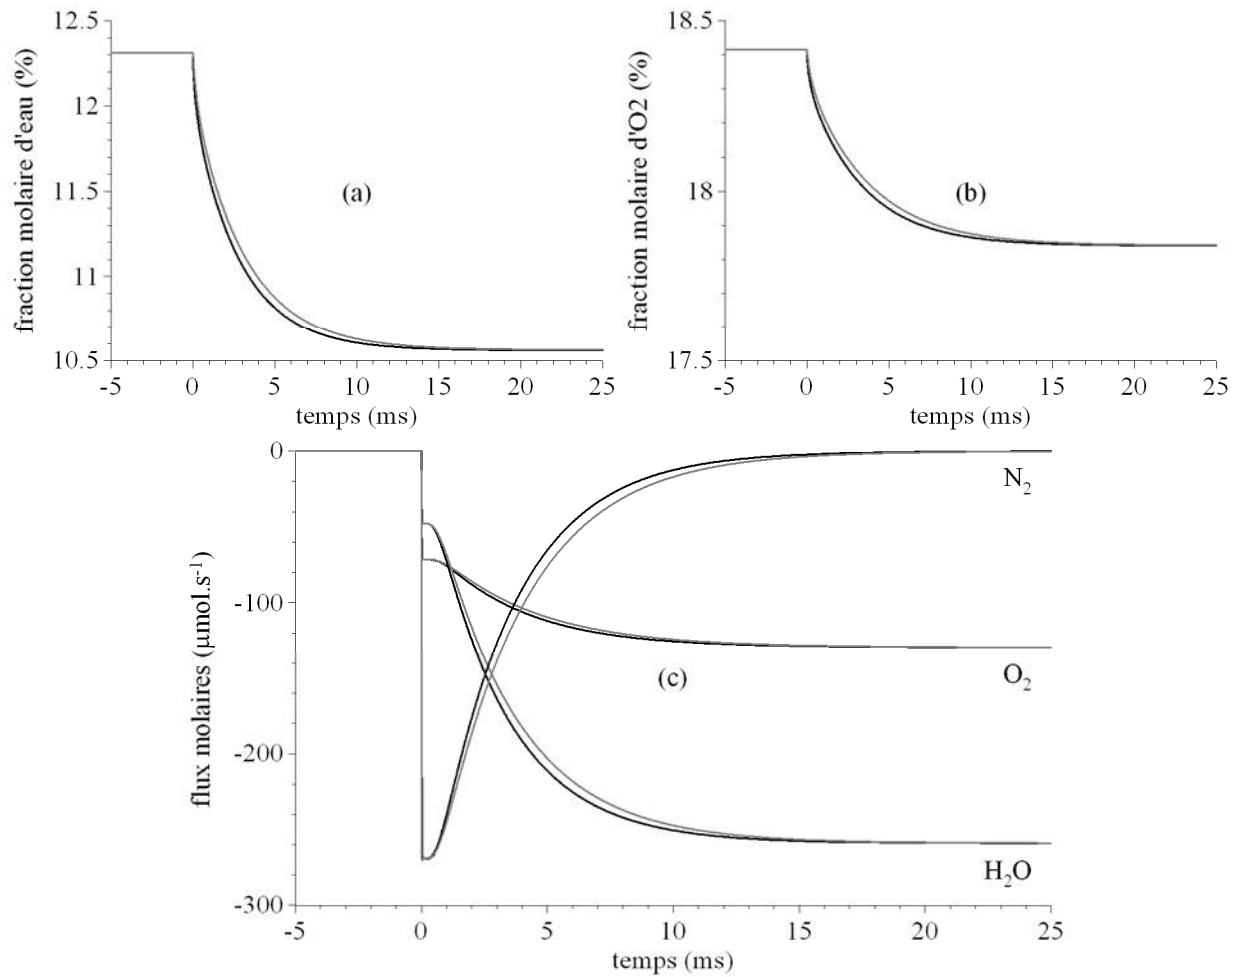 12.5
12
11.5
11
10.5
-5 0 5 10 15 20 25
temps (ms)
fraction molaire d'eau (%)
(a)
18.5
18
17.5
-5 0 5 10 15 20 25
temps (ms)
fraction molaire d'O2 (%)
(b)
0
-100
-200
-300
-5 0 5 10 15 20 25
temps (ms)
flux molaires (µmol.s⁻¹)
N₂
(c)
O₂
H₂O